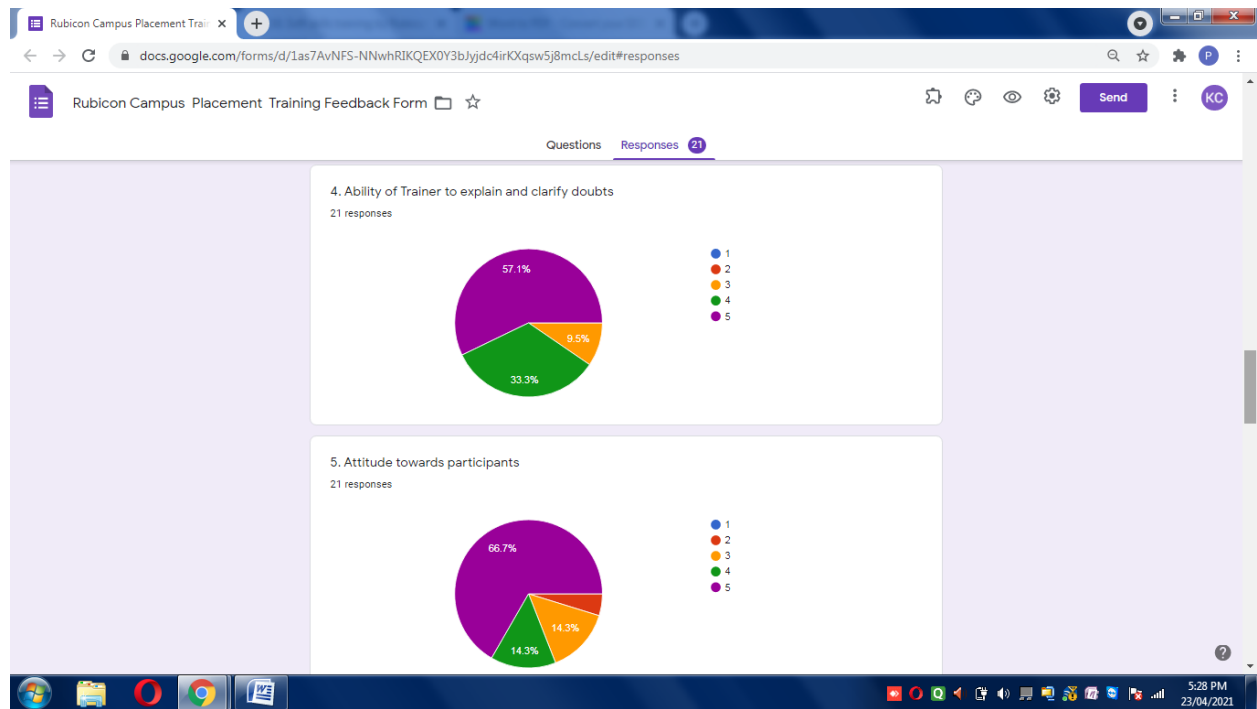 Rubicon Campus Placement Trai
docs.google.com/forms/d/1as7AvNFS-NNwhRIKQEX0Y3bJyjdc4irKXqsw5j8mcLs/edit#responses
P
Rubicon Campus Placement Training Feedback Form
Send
KC
Questions Responses 21
4. Ability of Trainer to explain and clarify doubts
21 responses
57.1%
9.5%
33.3%
1
2
3
4
5
5. Attitude towards participants
21 responses
66.7%
14.3%
14.3%
1
2
3
4
5
5:28 PM
23/04/2021